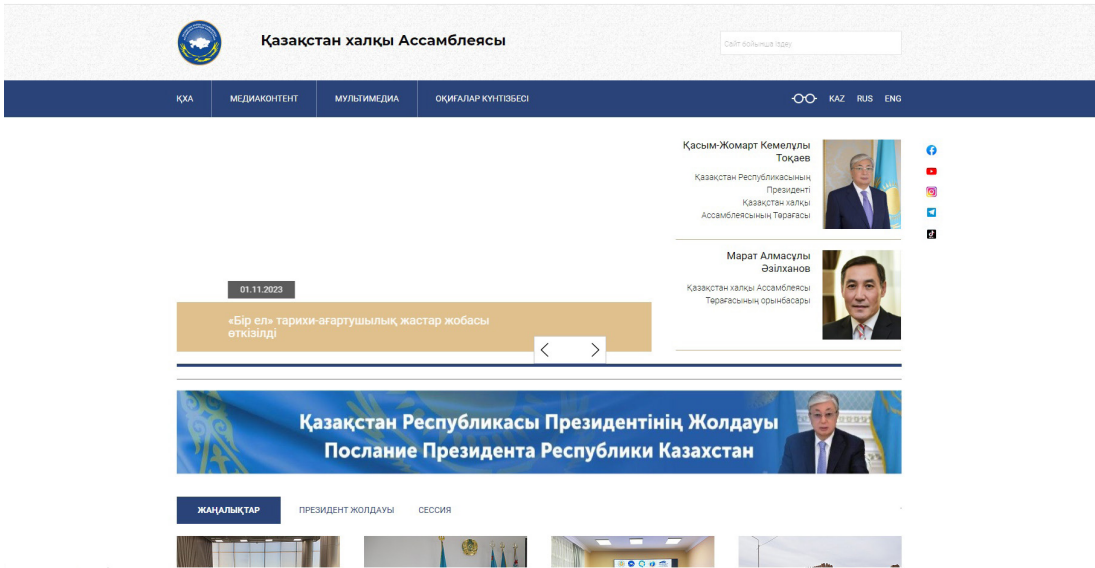 Қазақстан халқы Ассамблеясы
Сайт бойынша іздеу
ҚХА
МЕДИАКОНТЕНТ
МУЛЬТИМЕДИА
ОҚИҒАЛАР КҮНТІЗБЕСІ
KAZ RUS ENG
Қасым-Жомарт Кемелұлы
Тоқаев
Қазақстан Республикасының
Президенті
Қазақстан халқы
Ассамблеясының Төрағасы
Марат Алмасұлы
Әзілханов
Қазақстан халқы Ассамблеясы
Төрағасының орынбасары
01.11.2023
«Бір ел» тарихи-ағартушылық жастар жобасы
өткізілді
Қазақстан Республикасы Президентінің Жолдауы
Послание Президента Республики Казахстан
ЖАҢАЛЫҚТАР
ПРЕЗИДЕНТ ЖОЛДАУЫ
СЕССИЯ